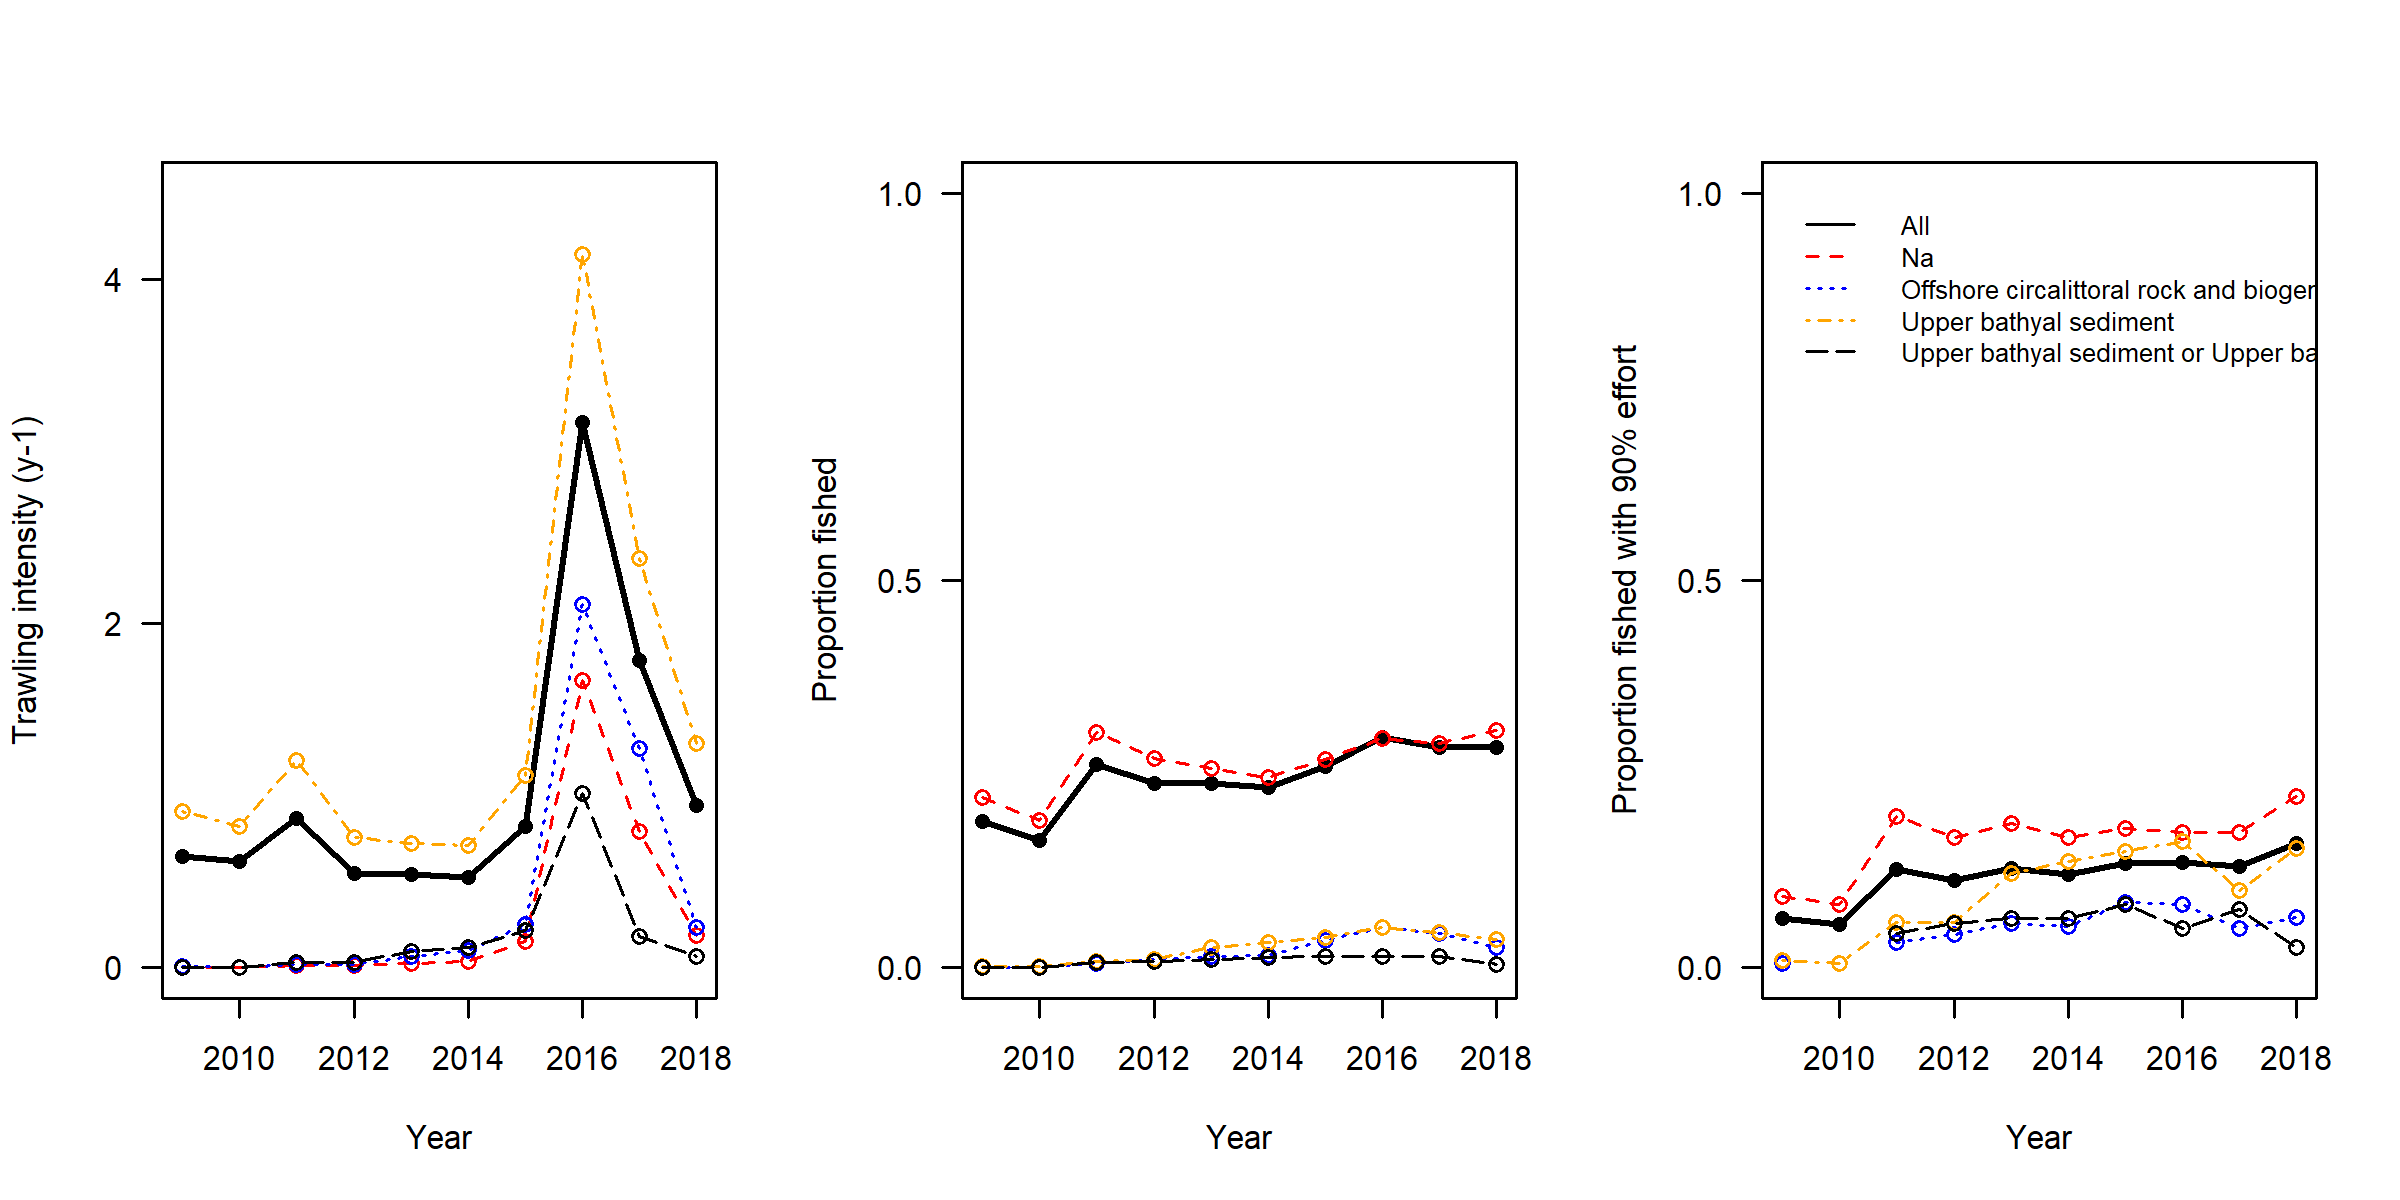 Trawling intensity (y-1)
4
2
0
2010 2012 2014 2016 2018
Year
Proportion fished
1.0
0.5
0.0
2010 2012 2014 2016 2018
Year
Proportion fished with 90% effort
1.0
0.5
0.0
All
Na
Offshore circalittoral rock and bioger
Upper bathyal sediment
Upper bathyal sediment or Upper ba
2010 2012 2014 2016 2018
Year